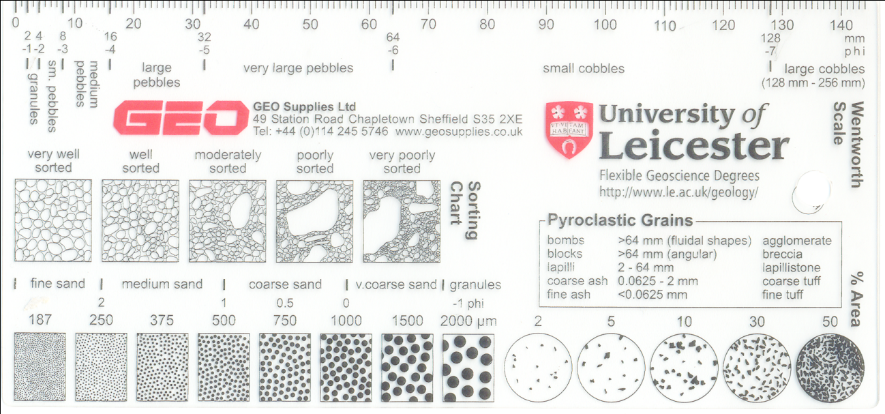 0 10 20 30 40 50 60 70 80 90 100 110 120 130 140
2 4 8 16 32 64 128 mm
-1 -2 -3 -4 -5 -6 -7 phi
granules
sm. pebbles
medium
pebbles
large
pebbles
very large pebbles
small cobbles
large cobbles
(128 mm - 256 mm)
GEO
GEO Supplies Ltd
49 Station Road Chapletown Sheffield S35 2XE
Tel: +44 (0)114 245 5746 www.geosupplies.co.uk
University of
Leicester
Flexible Geoscience Degrees
http://www.le.ac.uk/geology/
Wentworth
Scale
very well
sorted
well
sorted
moderately
sorted
poorly
sorted
very poorly
sorted
Sorting
Chart
Pyroclastic Grains
bombs >64 mm (fluidal shapes) agglomerate
blocks >64 mm (angular) breccia
lapilli 2 - 64 mm lapillistone
coarse ash 0.0625 - 2 mm coarse tuff
fine ash <0.0625 mm fine tuff
fine sand medium sand coarse sand v.coarse sand granules
2 1 0.5 0 -1 phi
187 250 375 500 750 1000 1500 2000 µm
% Area
2 5 10 30 50